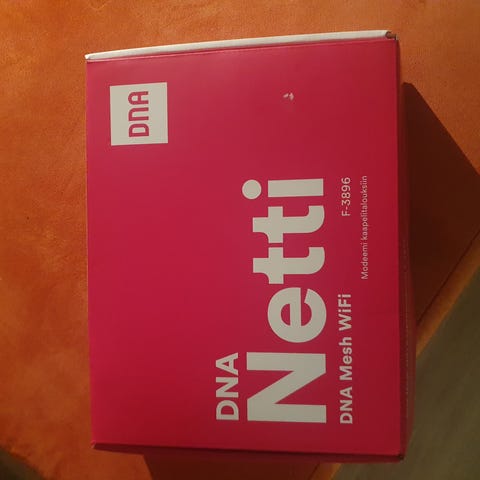 DNA
DNA
Netti
DNA Mesh WiFi
F-3896
Modeemi kaapelitalouksiin